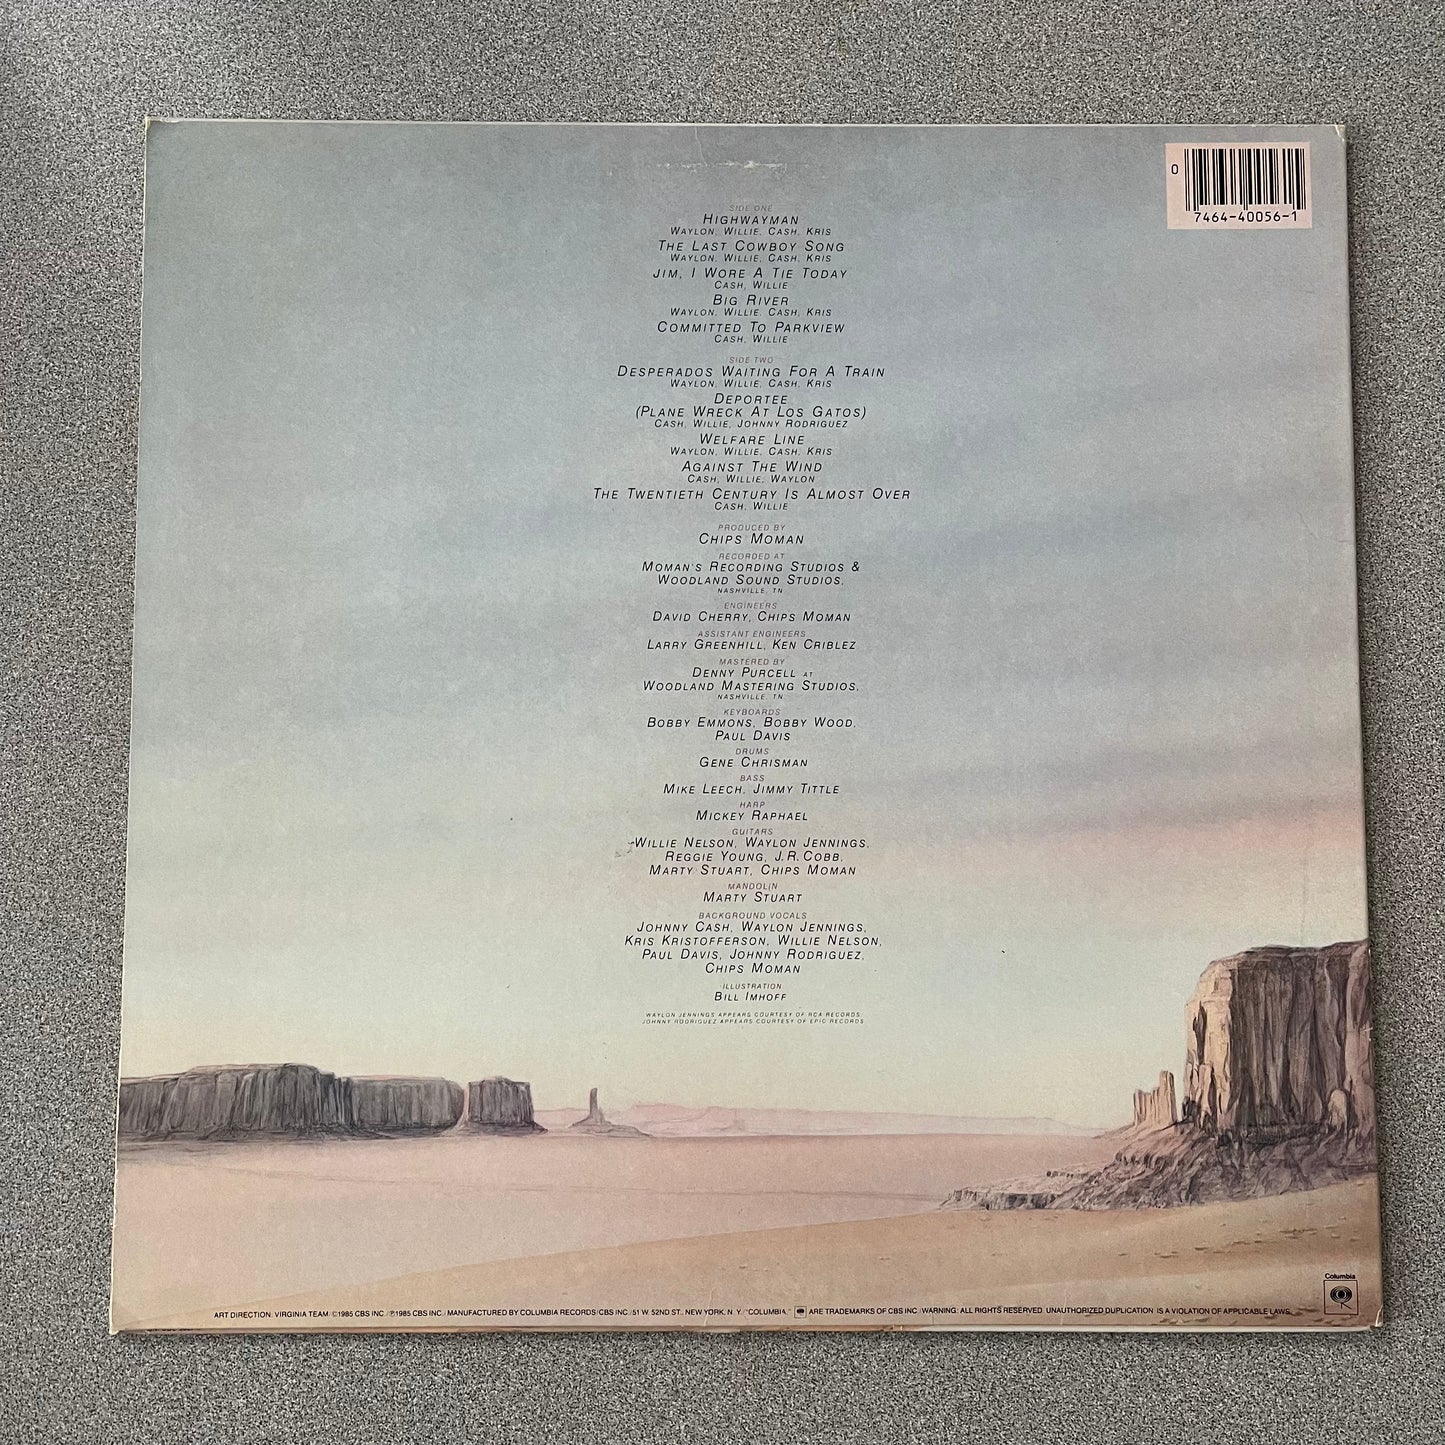 0
7464-40056-1
SIDE ONE
HIGHWAYMAN
WAYLON, WILLIE, CASH, KRIS
THE LAST COWBOY SONG
WAYLON, WILLIE, CASH, KRIS
JIM, I WORE A TIE TODAY
CASH, WILLIE
BIG RIVER
WAYLON, WILLIE, CASH, KRIS
COMMITTED TO PARKVIEW
CASH, WILLIE
SIDE TWO
DESPERADOS WAITING FOR A TRAIN
WAYLON, WILLIE, CASH, KRIS
DEPORTEE
(PLANE WRECK AT LOS GATOS)
CASH, WILLIE, JOHNNY RODRIGUEZ
WELFARE LINE
WAYLON, WILLIE, CASH, KRIS
AGAINST THE WIND
CASH, WILLIE, WAYLON
THE TWENTIETH CENTURY IS ALMOST OVER
CASH, WILLIE
PRODUCED BY
CHIPS MOMAN
RECORDED AT
MOMAN'S RECORDING STUDIOS &
WOODLAND SOUND STUDIOS,
NASHVILLE, TN
ENGINEERS
DAVID CHERRY, CHIPS MOMAN
ASSISTANT ENGINEERS
LARRY GREENHILL, KEN CRIBLEZ
MASTERED BY
DENNY PURCELL AT
WOODLAND MASTERING STUDIOS,
NASHVILLE, TN
KEYBOARDS
BOBBY EMMONS, BOBBY WOOD,
PAUL DAVIS
DRUMS
GENE CHRISMAN
BASS
MIKE LEECH, JIMMY TITTLE
HARP
MICKEY RAPHAEL
GUITARS
WILLIE NELSON, WAYLON JENNINGS,
REGGIE YOUNG, J.R. COBB,
MARTY STUART, CHIPS MOMAN
MANDOLIN
MARTY STUART
BACKGROUND VOCALS
JOHNNY CASH, WAYLON JENNINGS,
KRIS KRISTOFFERSON, WILLIE NELSON,
PAUL DAVIS, JOHNNY RODRIGUEZ,
CHIPS MOMAN
ILLUSTRATION
BILL IMHOFF
WAYLON JENNINGS APPEARS COURTESY OF RCA RECORDS
JOHNNY RODRIGUEZ APPEARS COURTESY OF EPIC RECORDS
Columbia
ART DIRECTION: VIRGINIA TEAM/©1985 CBS INC./℗1985 CBS INC./MANUFACTURED BY COLUMBIA RECORDS/CBS INC./51 W. 52ND ST., NEW YORK, N.Y./"COLUMBIA," ARE TRADEMARKS OF CBS INC./WARNING: ALL RIGHTS RESERVED. UNAUTHORIZED DUPLICATION IS A VIOLATION OF APPLICABLE LAWS.